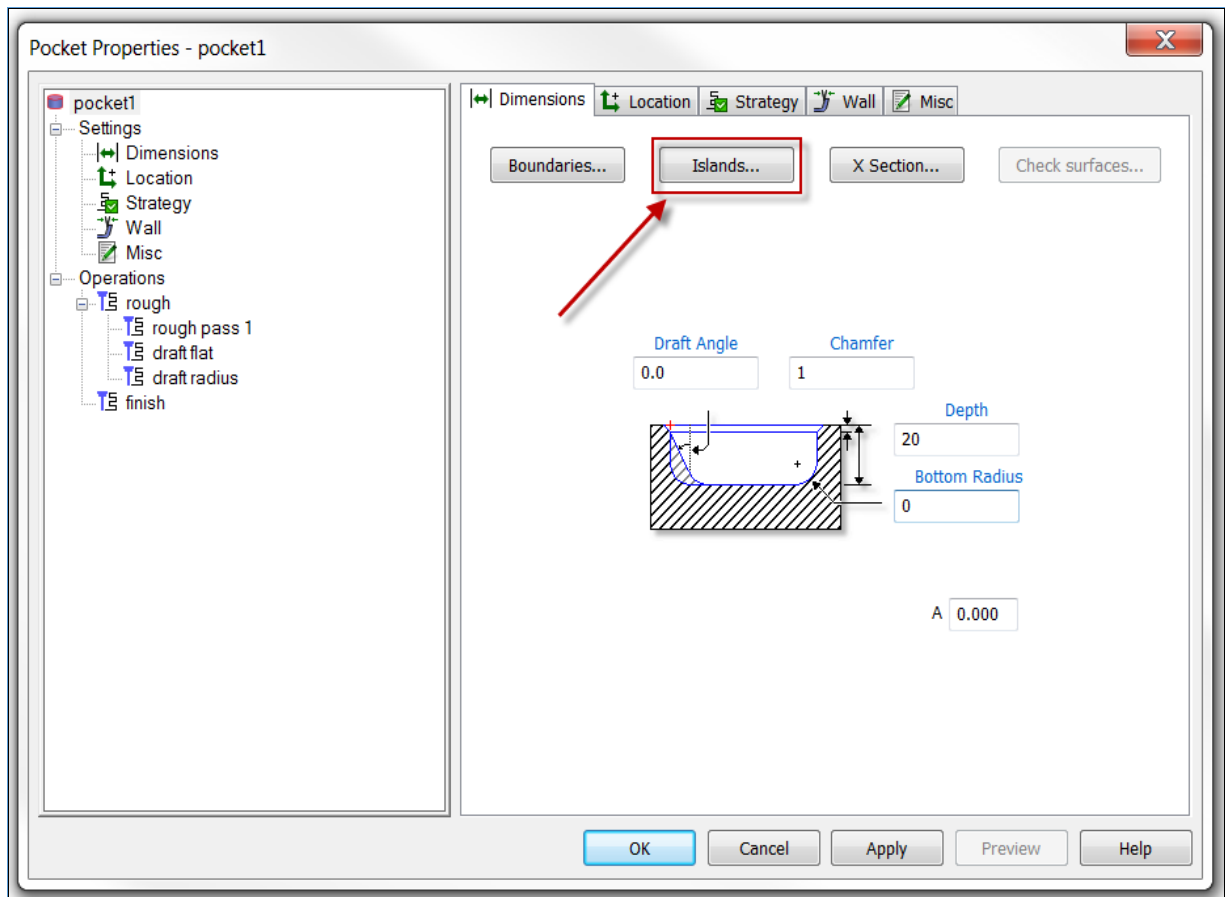 Pocket Properties - pocket1
X
pocket1
Settings
Dimensions
Location
Strategy
Wall
Misc
Operations
rough
rough pass 1
draft flat
draft radius
finish
Dimensions Location Strategy Wall Misc
Boundaries... Islands... X Section... Check surfaces...
Draft Angle Chamfer
0.0 1
Depth
20
Bottom Radius
0
A 0.000
OK Cancel Apply Preview Help